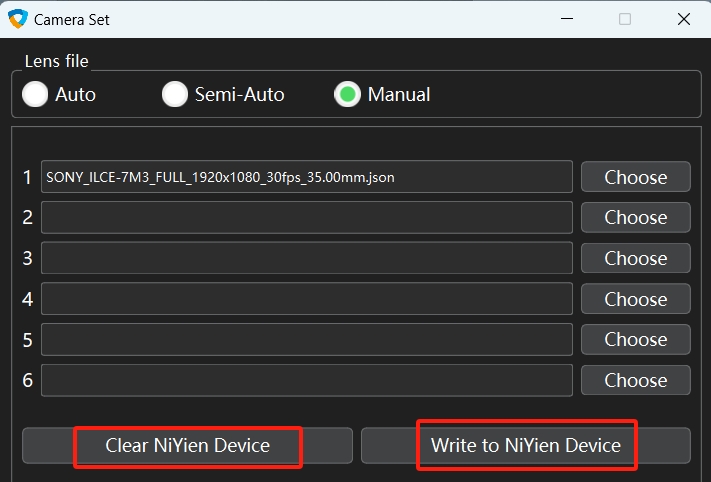 Camera Set
Lens file
Auto Semi-Auto Manual
1 SONY_ILCE-7M3_FULL_1920x1080_30fps_35.00mm.json Choose
2 Choose
3 Choose
4 Choose
5 Choose
6 Choose
Clear NiYien Device Write to NiYien Device